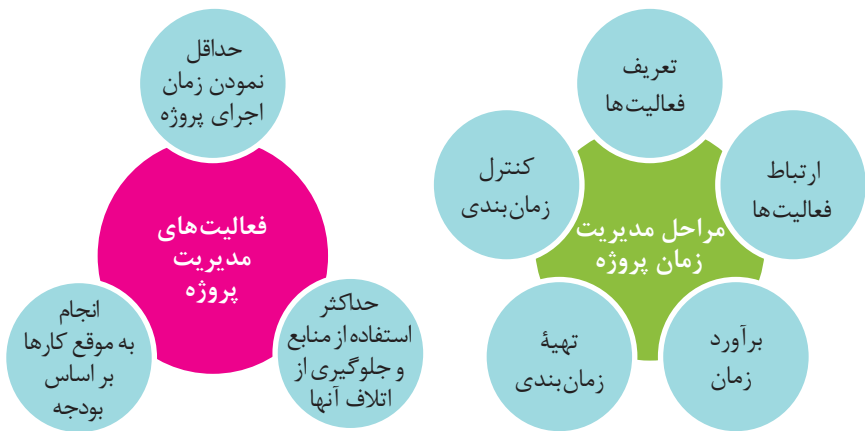 تعریف
فعالیت‌ها
ارتباط
فعالیت‌ها
برآورد
زمان
تهیۀ
زمان‌بندی
کنترل
زمان‌بندی
مراحل مدیریت
زمان پروژه
حداقل
نمودن زمان
اجرای پروژه
حداکثر
استفاده از منابع
و جلوگیری از
اتلاف آنها
انجام
به موقع کارها
بر اساس
بودجه
فعالیت‌های
مدیریت
پروژه